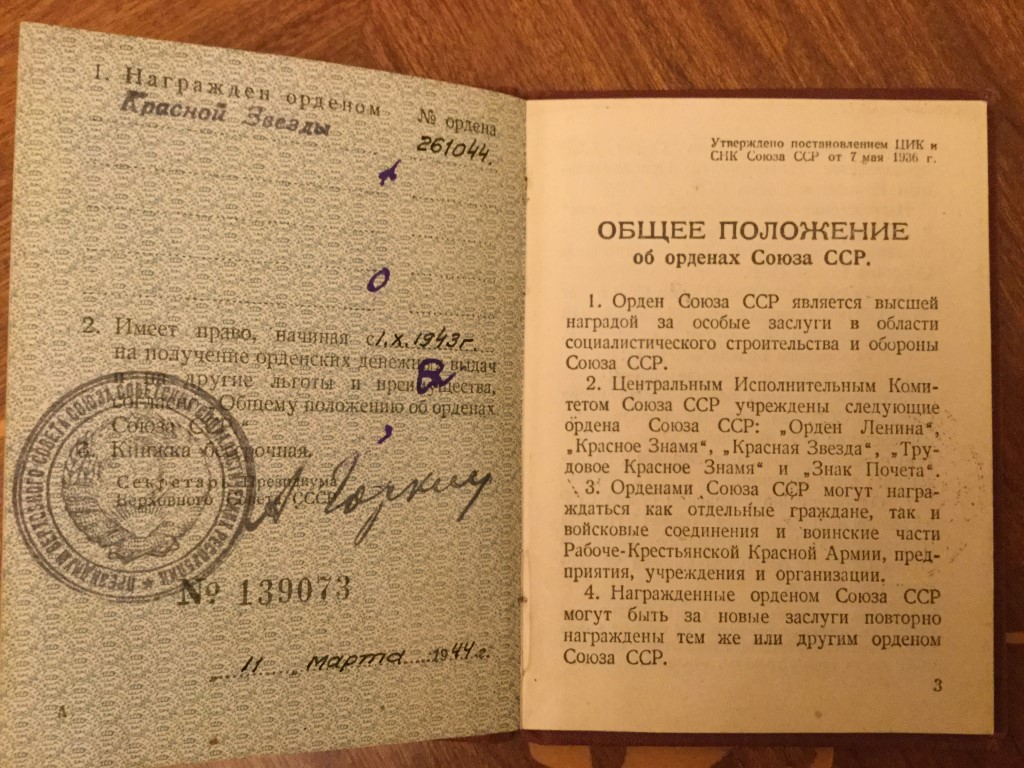 1. Награжден орденом
Красной Звезды
№ ордена
261044.
2. Имеет право, начиная с 1.X.1943 г.
на получение орденских денежных выдач
и на другие льготы и преимущества,
согласно „Общему положению об орденах
Союза ССР“
3. Книжка бессрочная.
Секретарь Президиума
Верховного Совета СССР
А Горкин
№ 139073
„11„ марта 1944 г.
А
Утверждено постановлением ЦИК и
СНК Союза ССР от 7 мая 1936 г.
ОБЩЕЕ ПОЛОЖЕНИЕ
об орденах Союза ССР.
1. Орден Союза ССР является высшей
наградой за особые заслуги в области
социалистического строительства и обороны
Союза ССР.
2. Центральным Исполнительным Коми-
тетом Союза ССР учреждены следующие
ордена Союза ССР: „Орден Ленина“,
„Красное Знамя“, „Красная Звезда“, „Тру-
довое Красное Знамя“ и „Знак Почета“.
3. Орденами Союза ССР могут награ-
ждаться как отдельные граждане, так и
войсковые соединения и воинские части
Рабоче-Крестьянской Красной Армии, пред-
приятия, учреждения и организации.
4. Награжденные орденом Союза ССР
могут быть за новые заслуги повторно
награждены тем же или другим орденом
Союза ССР.
3